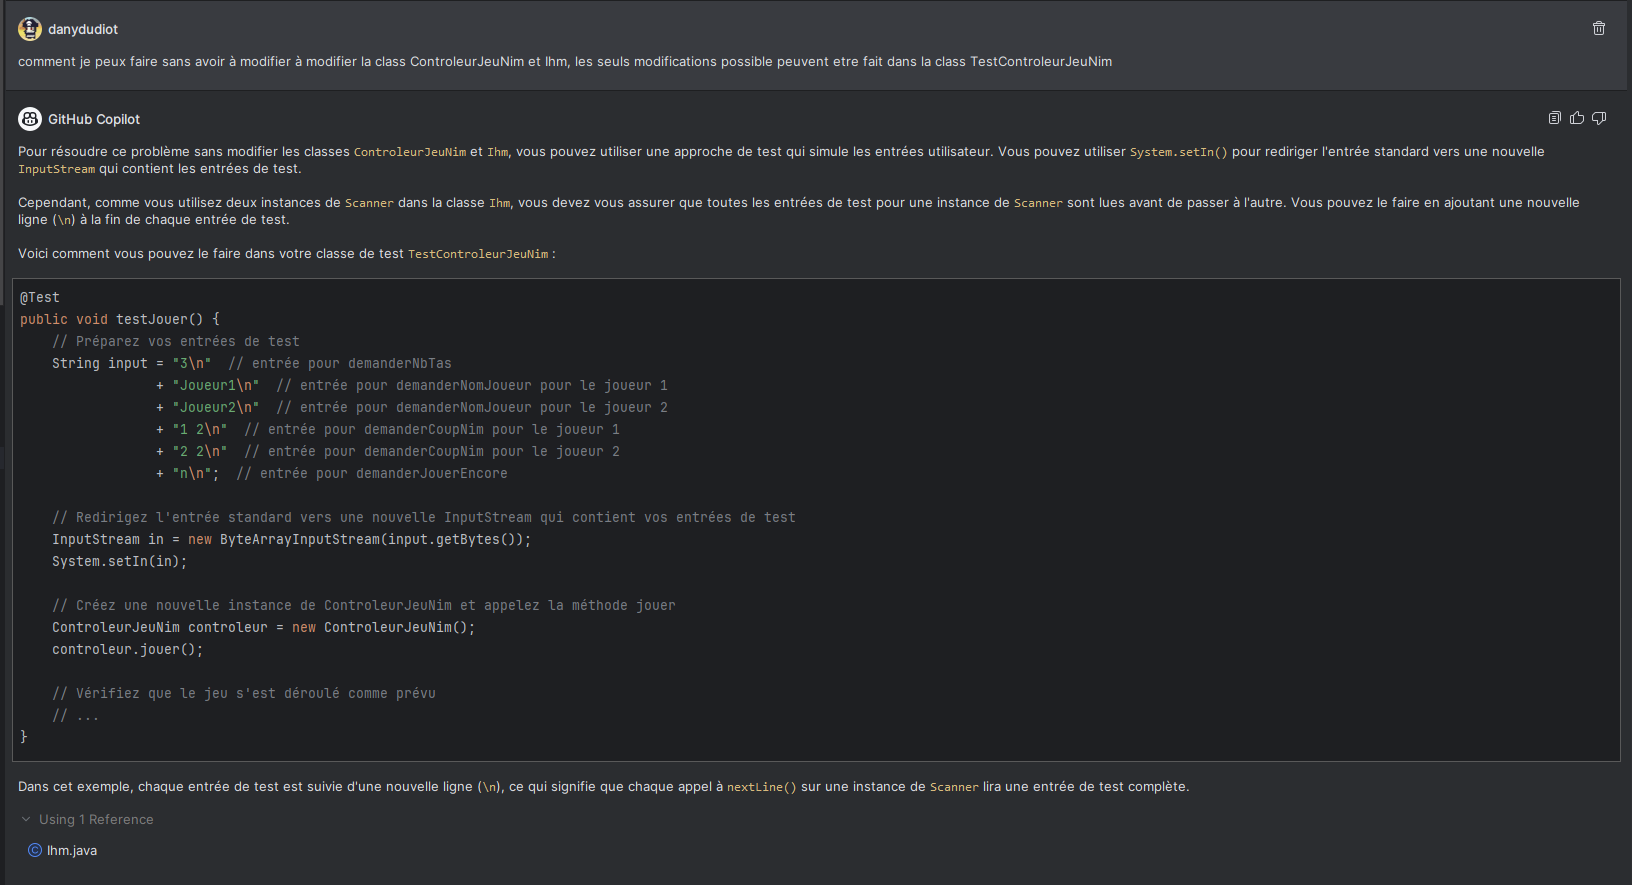 danydudiot
comment je peux faire sans avoir à modifier à modifier la class ControleurJeuNim et Ihm, les seuls modifications possible peuvent etre fait dans la class TestControleurJeuNim
GitHub Copilot
Pour résoudre ce problème sans modifier les classes ControleurJeuNim et Ihm, vous pouvez utiliser une approche de test qui simule les entrées utilisateur. Vous pouvez utiliser System.setIn() pour rediriger l'entrée standard vers une nouvelle
InputStream qui contient les entrées de test.
Cependant, comme vous utilisez deux instances de Scanner dans la classe Ihm, vous devez vous assurer que toutes les entrées de test pour une instance de Scanner sont lues avant de passer à l'autre. Vous pouvez le faire en ajoutant une nouvelle
ligne (\n) à la fin de chaque entrée de test.
Voici comment vous pouvez le faire dans votre classe de test TestControleurJeuNim :
@Test
public void testJouer() {
    // Préparez vos entrées de test
    String input = "3\n"  // entrée pour demanderNbTas
                 + "Joueur1\n"  // entrée pour demanderNomJoueur pour le joueur 1
                 + "Joueur2\n"  // entrée pour demanderNomJoueur pour le joueur 2
                 + "1 2\n"  // entrée pour demanderCoupNim pour le joueur 1
                 + "2 2\n"  // entrée pour demanderCoupNim pour le joueur 2
                 + "n\n";  // entrée pour demanderJouerEncore
    // Redirigez l'entrée standard vers une nouvelle InputStream qui contient vos entrées de test
    InputStream in = new ByteArrayInputStream(input.getBytes());
    System.setIn(in);
    // Créez une nouvelle instance de ControleurJeuNim et appelez la méthode jouer
    ControleurJeuNim controleur = new ControleurJeuNim();
    controleur.jouer();
    // Vérifiez que le jeu s'est déroulé comme prévu
    // ...
}
Dans cet exemple, chaque entrée de test est suivie d'une nouvelle ligne (\n), ce qui signifie que chaque appel à nextLine() sur une instance de Scanner lira une entrée de test complète.
Using 1 Reference
Ihm.java